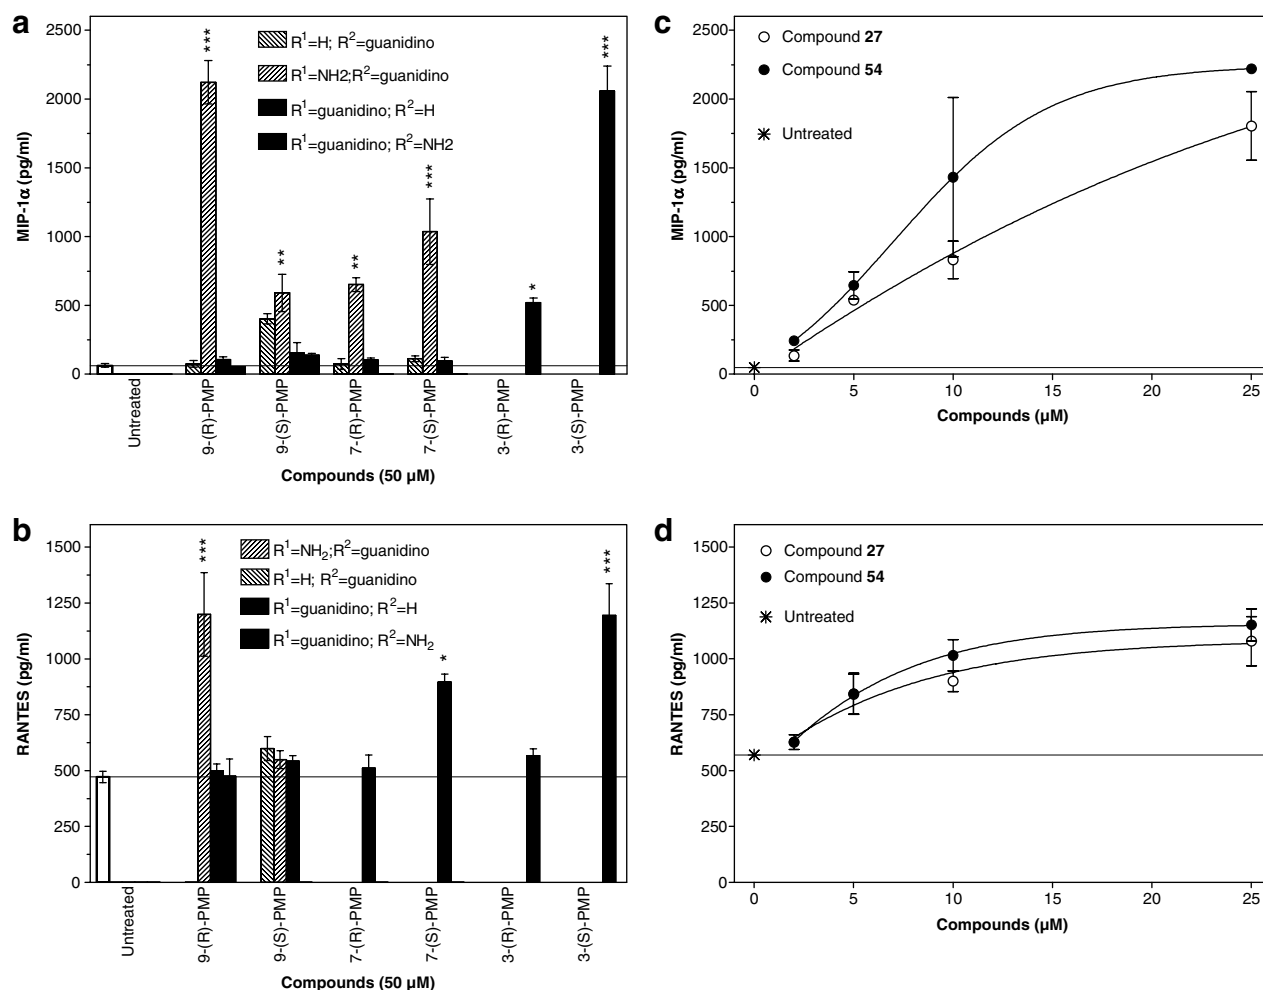 a
2500
2000
1500
1000
500
0
MIP-1α (pg/ml)
R1=H; R2=guanidino
R1=NH2;R2=guanidino
R1=guanidino; R2=H
R1=guanidino; R2=NH2
***
**
**
***
*
***
Untreated
9-(R)-PMP
9-(S)-PMP
7-(R)-PMP
7-(S)-PMP
3-(R)-PMP
3-(S)-PMP
Compounds (50 µM)
c
2500
2000
1500
1000
500
0
MIP-1α (pg/ml)
Compound 27
Compound 54
Untreated
0 5 10 15 20 25
Compounds (µM)
b
1500
1250
1000
750
500
250
0
RANTES (pg/ml)
R1=NH2;R2=guanidino
R1=H; R2=guanidino
R1=guanidino; R2=H
R1=guanidino; R2=NH2
***
*
***
Untreated
9-(R)-PMP
9-(S)-PMP
7-(R)-PMP
7-(S)-PMP
3-(R)-PMP
3-(S)-PMP
Compounds (50 µM)
d
1500
1250
1000
750
500
250
0
RANTES (pg/ml)
Compound 27
Compound 54
Untreated
0 5 10 15 20 25
Compounds (µM)